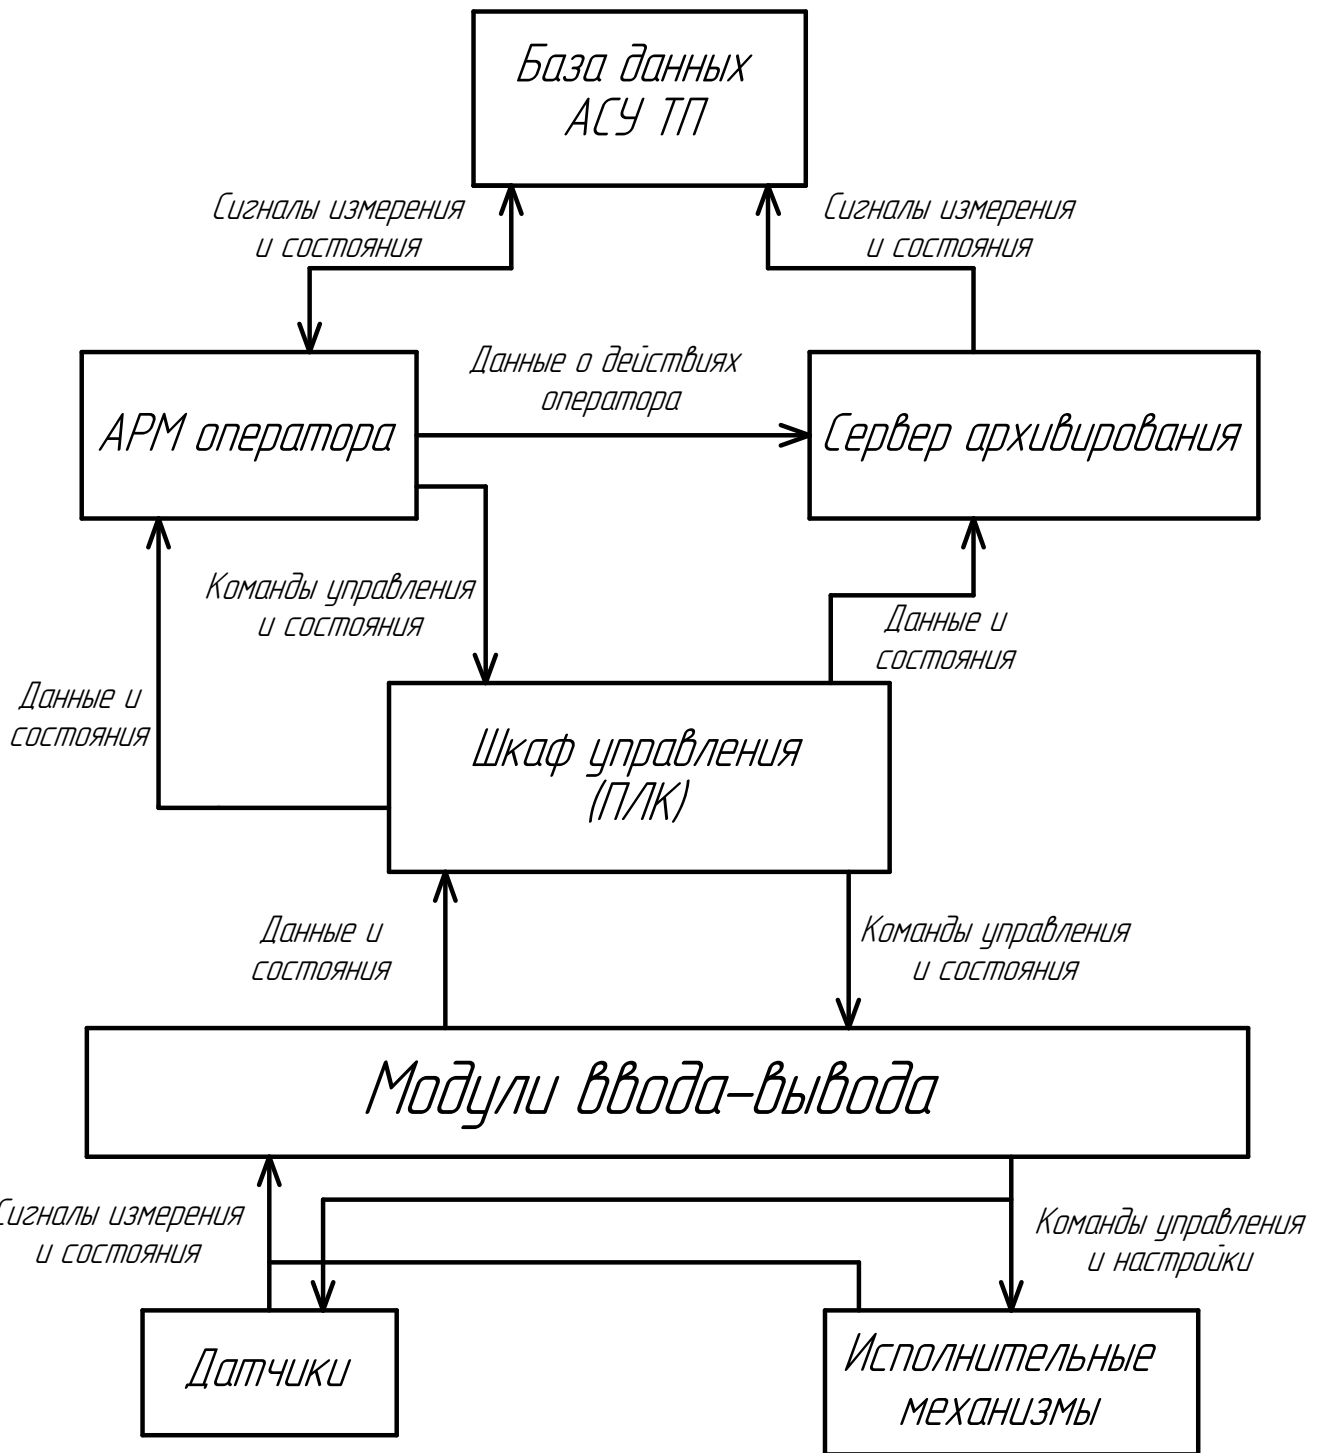 База данных
АСУ ТП
Сигналы измерения
и состояния
Сигналы измерения
и состояния
Данные о действиях
оператора
АРМ оператора
Сервер архивирования
Команды управления
и состояния
Данные и
состояния
Данные и
состояния
Шкаф управления
(ПЛК)
Данные и
состояния
Команды управления
и состояния
Модули ввода-вывода
Сигналы измерения
и состояния
Команды управления
и настройки
Датчики
Исполнительные
механизмы